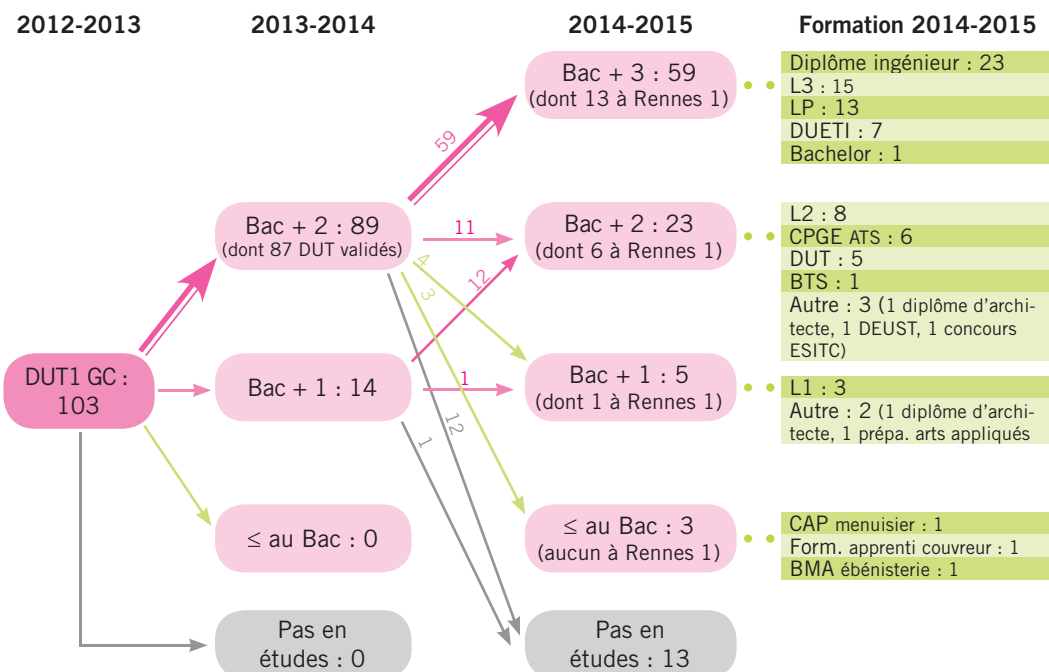 2012-2013
2013-2014
2014-2015
Formation 2014-2015
DUT1 GC :
103
Bac + 2 : 89
(dont 87 DUT validés)
Bac + 1 : 14
≤ au Bac : 0
Pas en
études : 0
59
11
4
3
12
1
12
1
Bac + 3 : 59
(dont 13 à Rennes 1)
Bac + 2 : 23
(dont 6 à Rennes 1)
Bac + 1 : 5
(dont 1 à Rennes 1)
≤ au Bac : 3
(aucun à Rennes 1)
Pas en
études : 13
Diplôme ingénieur : 23
L3 : 15
LP : 13
DUETI : 7
Bachelor : 1
L2 : 8
CPGE ATS : 6
DUT : 5
BTS : 1
Autre : 3 (1 diplôme d'archi-
tecte, 1 DEUST, 1 concours
ESITC)
L1 : 3
Autre : 2 (1 diplôme d'archi-
tecte, 1 prépa. arts appliqués
CAP menuisier : 1
Form. apprenti couvreur : 1
BMA ébénisterie : 1